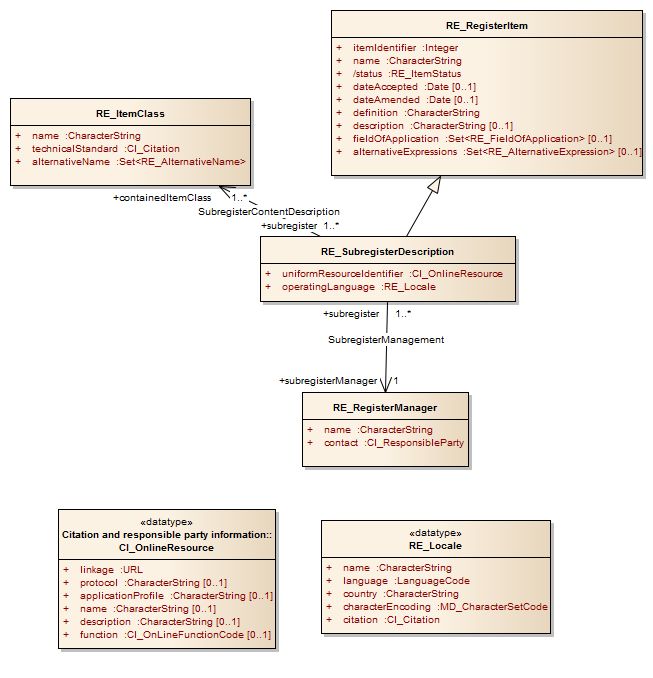 RE_RegisterItem
+ itemIdentifier :Integer
+ name :CharacterString
+ /status :RE_ItemStatus
+ dateAccepted :Date [0..1]
+ dateAmended :Date [0..1]
+ definition :CharacterString
+ description :CharacterString [0..1]
+ fieldOfApplication :Set<RE_FieldOfApplication> [0..1]
+ alternativeExpressions :Set<RE_AlternativeExpression> [0..1]
RE_ItemClass
+ name :CharacterString
+ technicalStandard :CI_Citation
+ alternativeName :Set<RE_AlternativeName>
+containedItemClass 1..*
SubregisterContentDescription
+subregister 1..*
RE_SubregisterDescription
+ uniformResourceIdentifier :CI_OnlineResource
+ operatingLanguage :RE_Locale
+subregister 1..*
SubregisterManagement
+subregisterManager 1
RE_RegisterManager
+ name :CharacterString
+ contact :CI_ResponsibleParty
«datatype»
Citation and responsible party information::
CI_OnlineResource
+ linkage :URL
+ protocol :CharacterString [0..1]
+ applicationProfile :CharacterString [0..1]
+ name :CharacterString [0..1]
+ description :CharacterString [0..1]
+ function :CI_OnLineFunctionCode [0..1]
«datatype»
RE_Locale
+ name :CharacterString
+ language :LanguageCode
+ country :CharacterString
+ characterEncoding :MD_CharacterSetCode
+ citation :CI_Citation